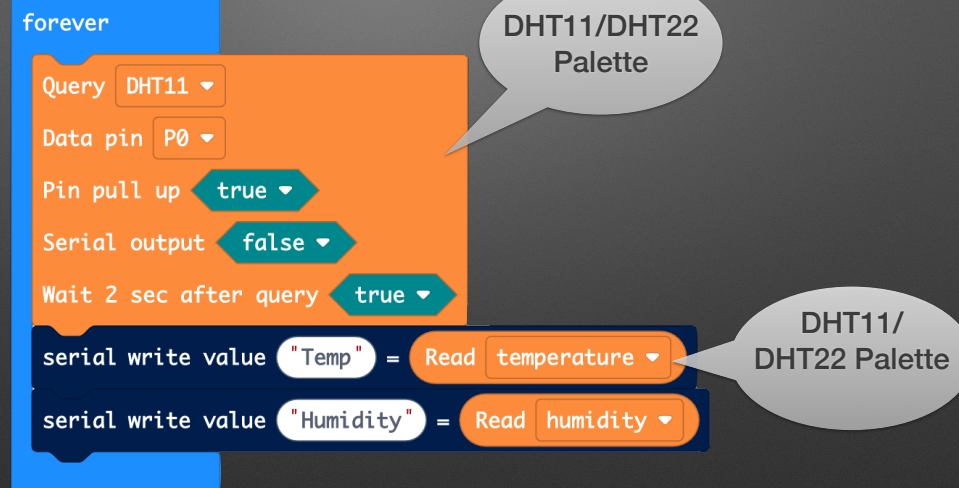 forever
DHT11/DHT22
Palette
Query DHT11
Data pin P0
Pin pull up true
Serial output false
Wait 2 sec after query true
serial write value "Temp" = Read temperature
DHT11/
DHT22 Palette
serial write value "Humidity" = Read humidity